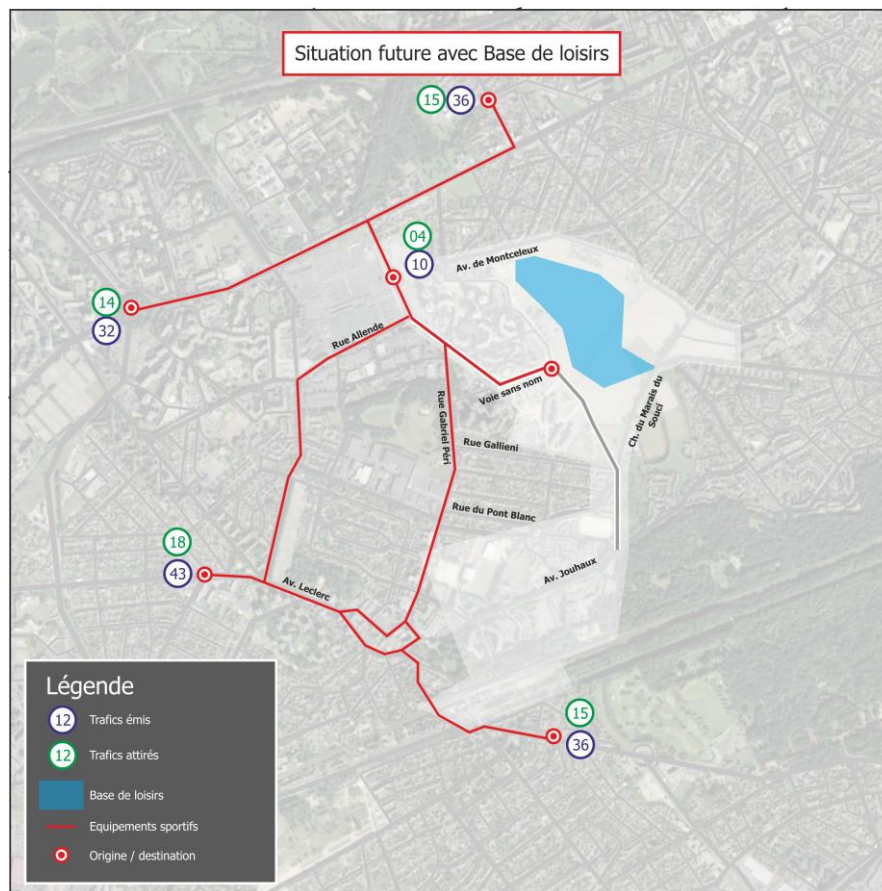 Situation future avec Base de loisirs
15 36
04
10
Av. de Montceleux
14
32
Rue Allende
Voie sans nom
Rue Gabriel Péri
Ch. du Marais du
Souci
Rue Gallieni
Rue du Pont Blanc
18
43
Av. Leclerc
Av. Jouhaux
15
36
Légende
12 Trafics émis
12 Trafics attirés
Base de loisirs
Equipements sportifs
Origine / destination